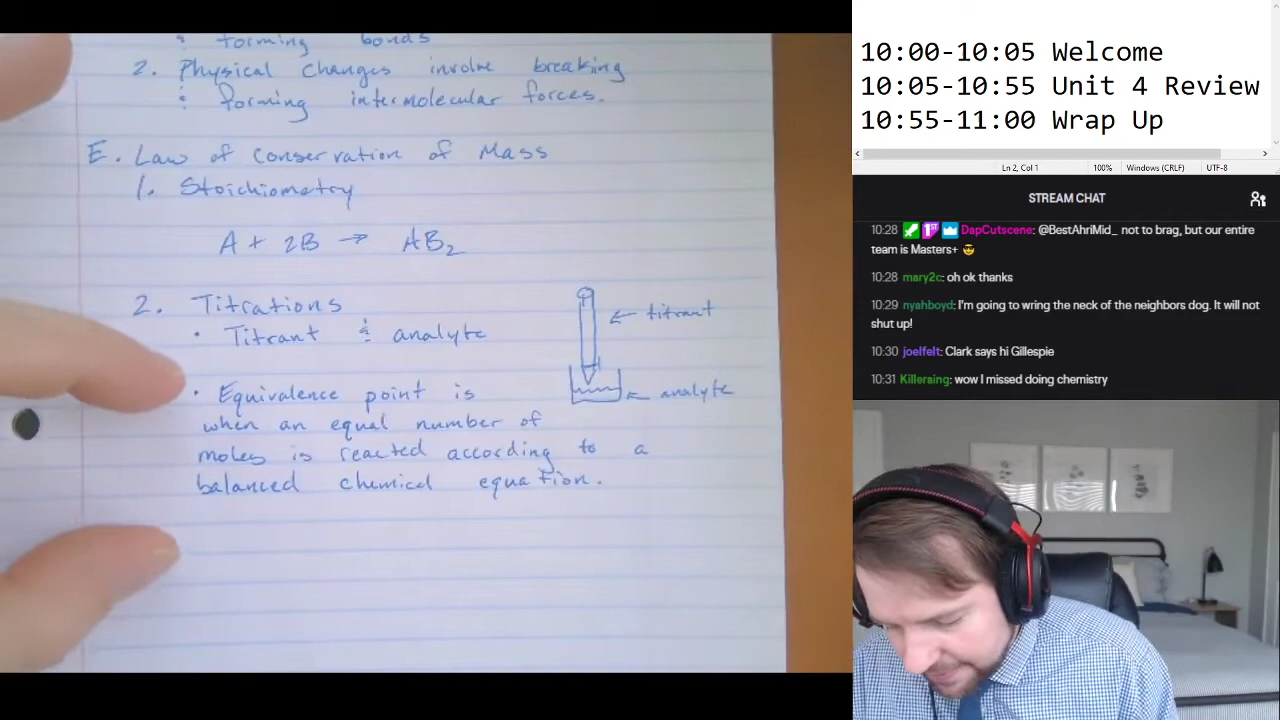 & forming bonds
2. Physical changes involve breaking
& forming intermolecular forces.
E. Law of Conservation of Mass
1. Stoichiometry
A + 2B → AB₂
2. Titrations
• Titrant & analyte
← titrant
← analyte
• Equivalence point is
when an equal number of
moles is reacted according to a
balanced chemical equation.
10:00-10:05 Welcome
10:05-10:55 Unit 4 Review
10:55-11:00 Wrap Up
Ln 2, Col 1 100% Windows (CRLF) UTF-8
STREAM CHAT
10:28 DapCutscene: @BestAhriMid_ not to brag, but our entire
team is Masters+ 😎
10:28 mary2c: oh ok thanks
10:29 nyahboyd: I'm going to wring the neck of the neighbors dog. It will not
shut up!
10:30 joelfelt: Clark says hi Gillespie
10:31 Killeraing: wow I missed doing chemistry